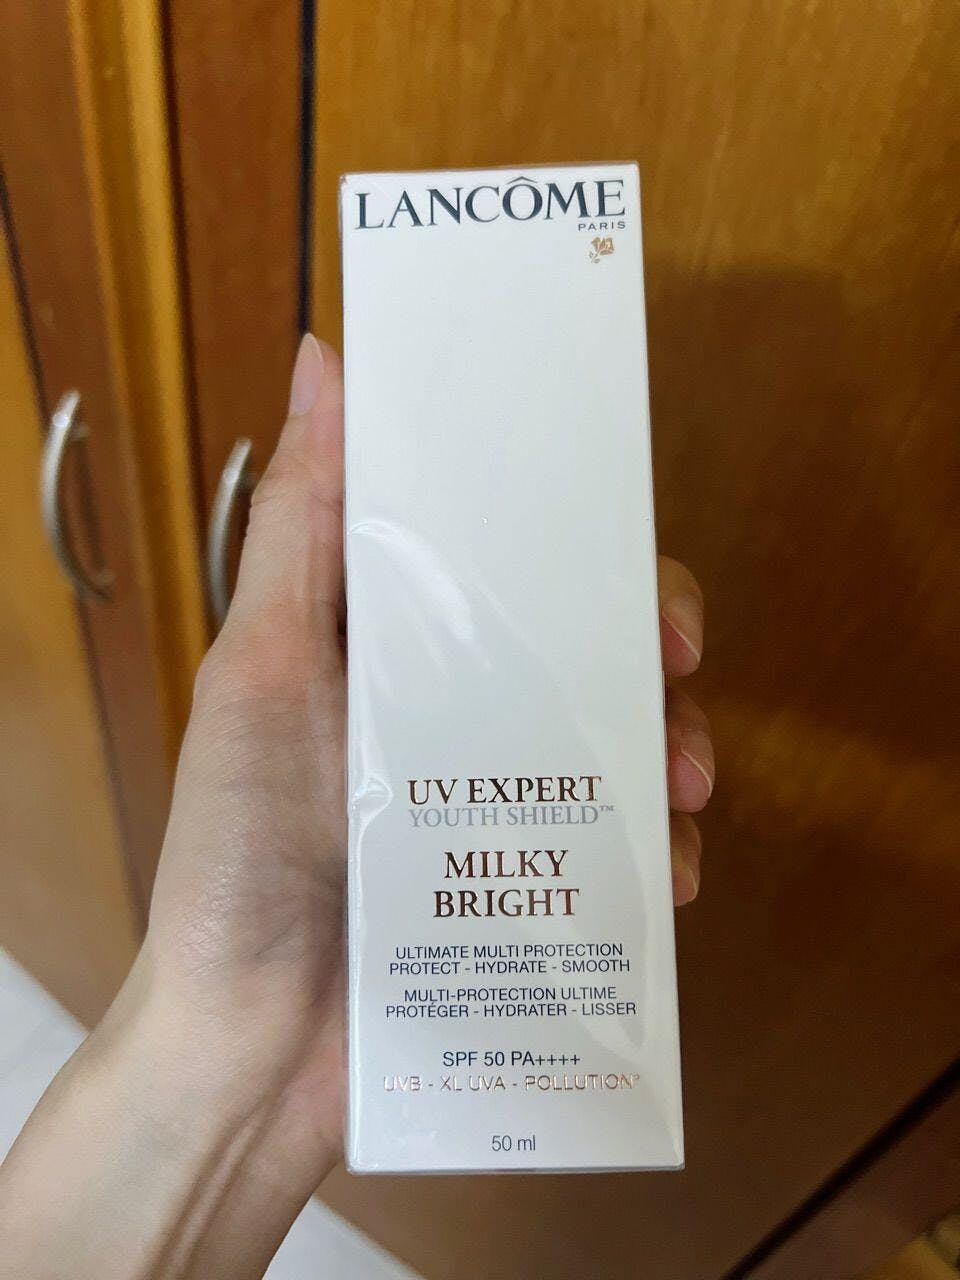 LANCÔME
PARIS
UV EXPERT
YOUTH SHIELD™
MILKY
BRIGHT
ULTIMATE MULTI PROTECTION
PROTECT - HYDRATE - SMOOTH
MULTI-PROTECTION ULTIME
PROTÉGER - HYDRATER - LISSER
SPF 50 PA++++
UVB - XL UVA - POLLUTION*
50 ml